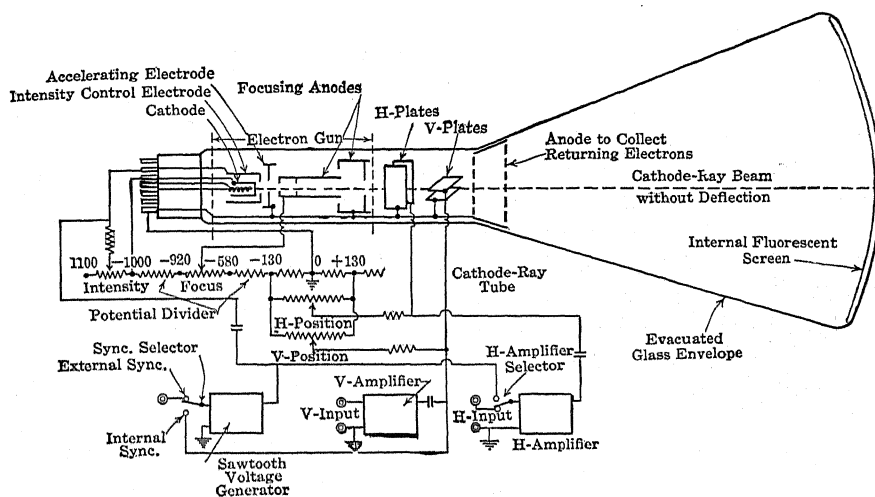 Accelerating Electrode
Intensity Control Electrode
Cathode
Focusing Anodes
Electron Gun
H-Plates
V-Plates
Anode to Collect
Returning Electrons
Cathode-Ray Beam
without Deflection
Internal Fluorescent
Screen
Evacuated
Glass Envelope
Cathode-Ray
Tube
1100 -1000 -920 -580 -130 0 +130
Intensity
Focus
Potential Divider
H-Position
V-Position
Sync. Selector
External Sync.
Internal
Sync.
Sawtooth
Voltage
Generator
V-Amplifier
V-Input
H-Amplifier
Selector
H-Input
H-Amplifier